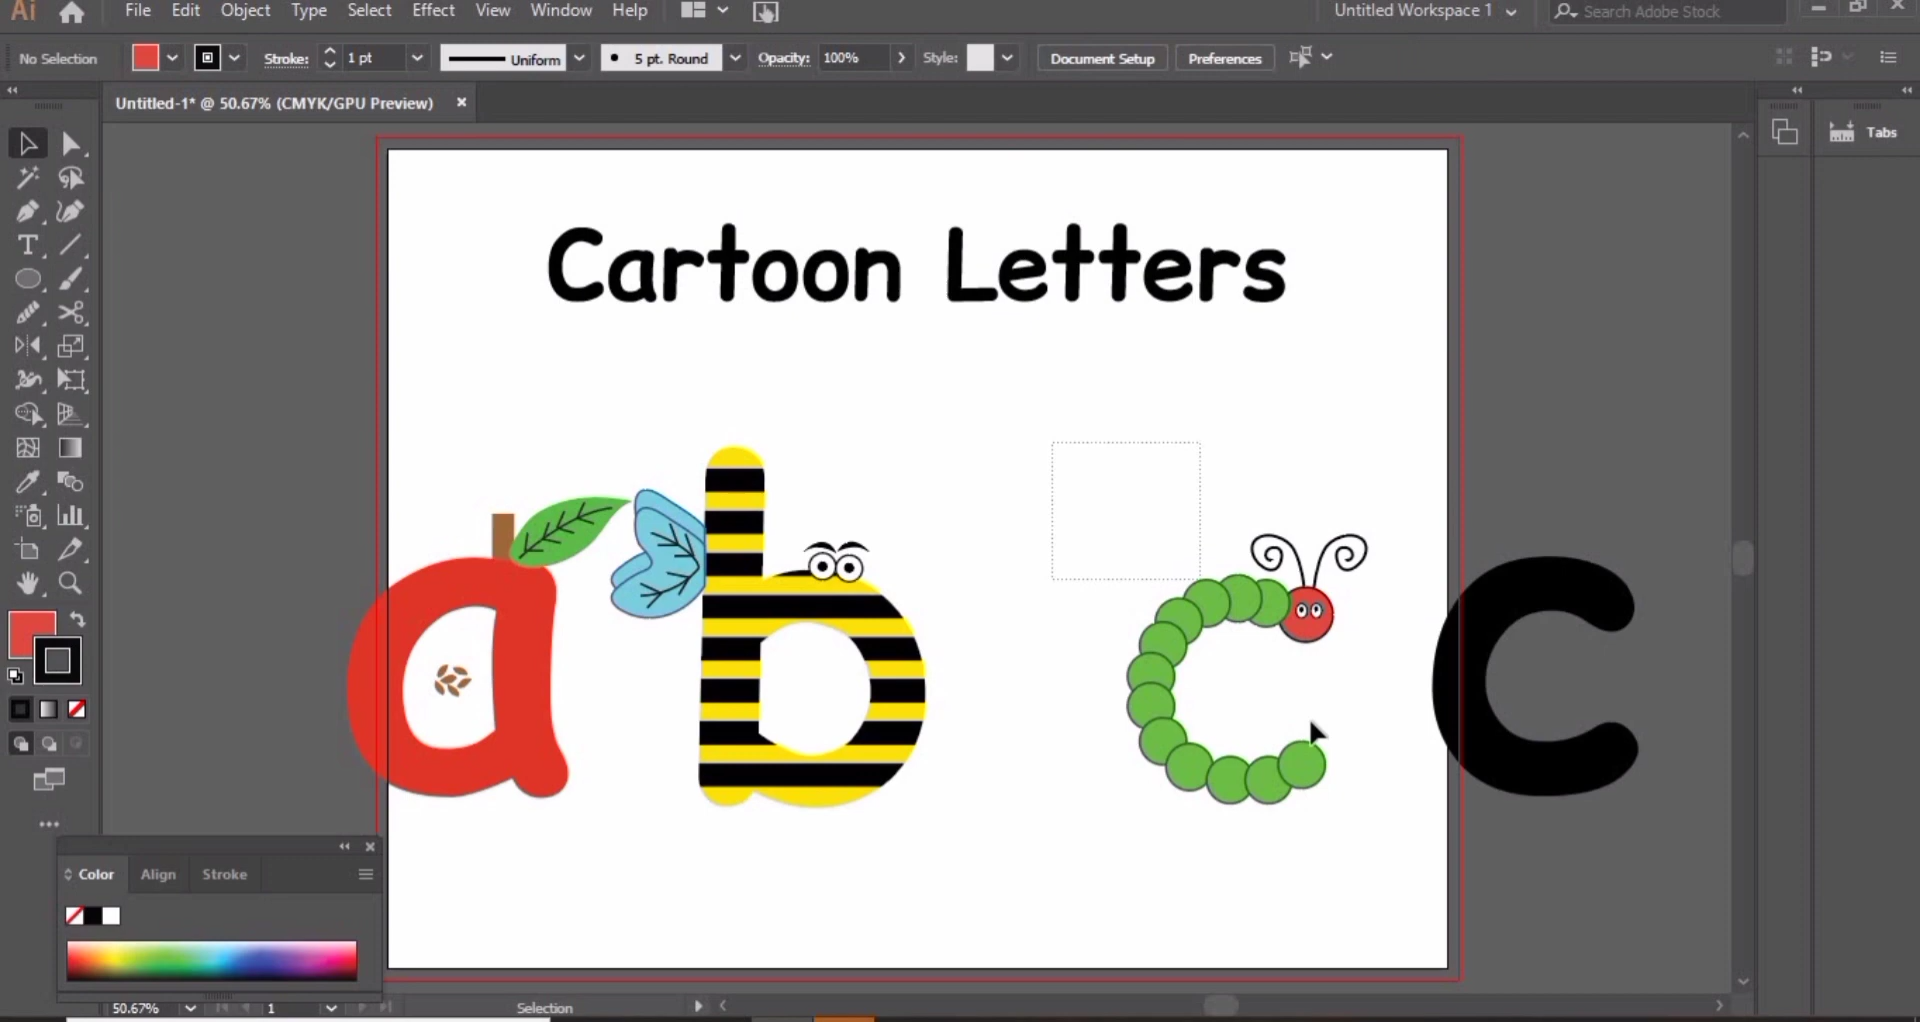 Ai File Edit Object Type Select Effect View Window Help Untitled Workspace 1 Search Adobe Stock
No Selection Stroke: 1 pt Uniform 5 pt. Round Opacity: 100% Style: Document Setup Preferences
Untitled-1* @ 50.67% (CMYK/GPU Preview)
Tabs
Cartoon Letters
a b c c
Color Align Stroke
50.67% 1 Selection